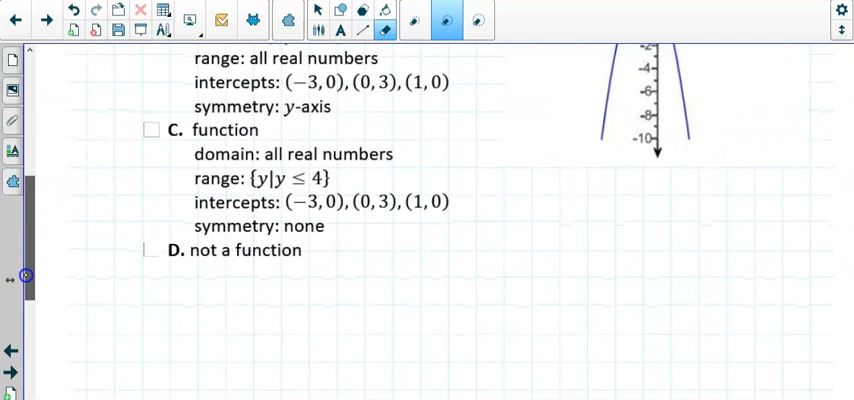 range: all real numbers
intercepts: (−3, 0), (0, 3), (1, 0)
symmetry: y-axis
C. function
domain: all real numbers
range: {y|y ≤ 4}
intercepts: (−3, 0), (0, 3), (1, 0)
symmetry: none
D. not a function
-2
-4
-6
-8
-10